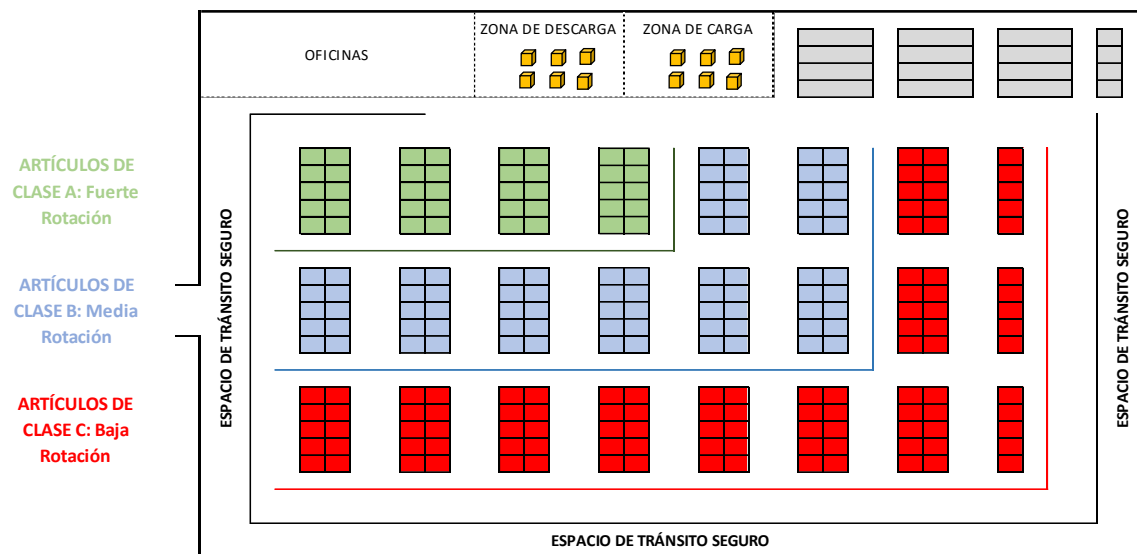 OFICINAS
ZONA DE DESCARGA
ZONA DE CARGA
ARTÍCULOS DE
CLASE A: Fuerte
Rotación
ARTÍCULOS DE
CLASE B: Media
Rotación
ARTÍCULOS DE
CLASE C: Baja
Rotación
ESPACIO DE TRÁNSITO SEGURO
ESPACIO DE TRÁNSITO SEGURO
ESPACIO DE TRÁNSITO SEGURO